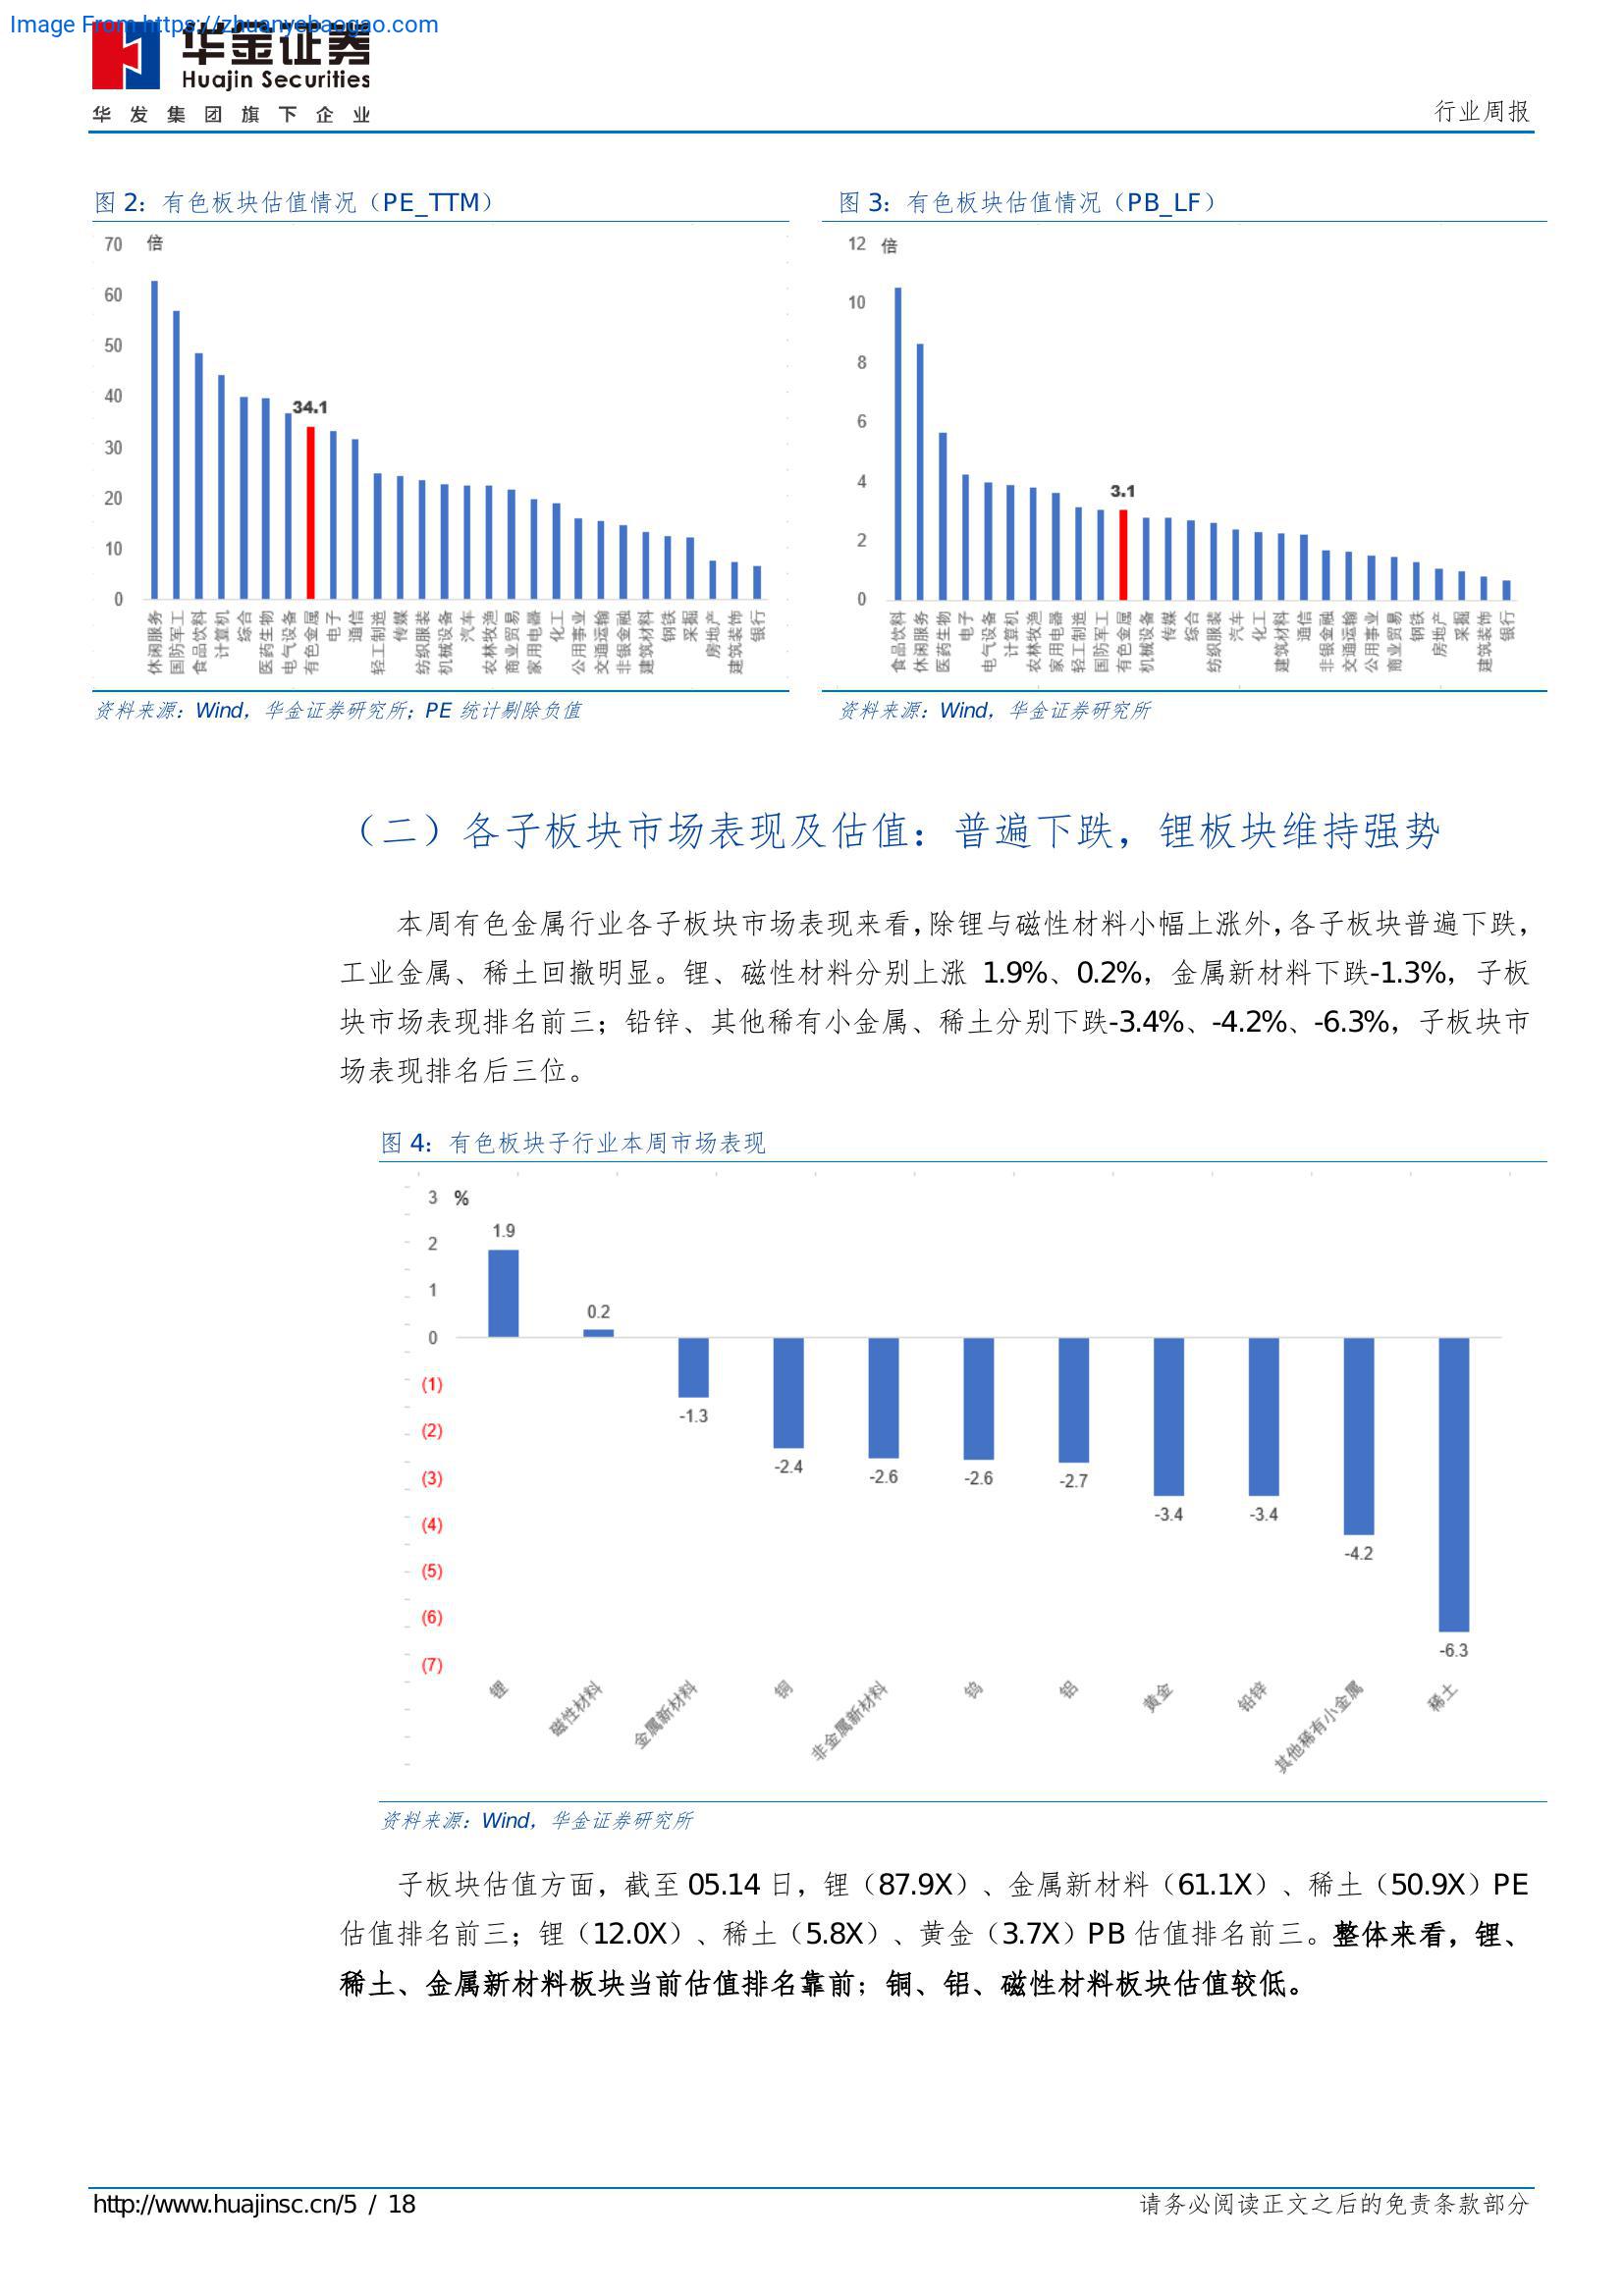 Image From https://zhuanyebaogao.com
华金证券
Huajin Securities
华发集团旗下企业
行业周报
图 2：有色板块估值情况（PE_TTM）
70 倍
60
50
40
30
20
10
0
34.1
休闲服务 国防军工 食品饮料 计算机 综合 医药生物 电气设备 有色金属 电子 通信 轻工制造 传媒 纺织服装 机械设备 汽车 农林牧渔 商业贸易 家用电器 化工 公用事业 交通运输 非银金融 建筑材料 钢铁 采掘 房地产 建筑装饰 银行
资料来源：Wind，华金证券研究所；PE 统计剔除负值
图 3：有色板块估值情况（PB_LF）
12 倍
10
8
6
4
2
0
3.1
食品饮料 休闲服务 医药生物 电子 电气设备 计算机 农林牧渔 家用电器 轻工制造 国防军工 有色金属 机械设备 传媒 综合 纺织服装 汽车 化工 建筑材料 通信 非银金融 交通运输 公用事业 商业贸易 钢铁 房地产 采掘 建筑装饰 银行
资料来源：Wind，华金证券研究所
（二）各子板块市场表现及估值：普遍下跌，锂板块维持强势
本周有色金属行业各子板块市场表现来看，除锂与磁性材料小幅上涨外，各子板块普遍下跌，
工业金属、稀土回撤明显。锂、磁性材料分别上涨 1.9%、0.2%，金属新材料下跌-1.3%，子板
块市场表现排名前三；铅锌、其他稀有小金属、稀土分别下跌-3.4%、-4.2%、-6.3%，子板块市
场表现排名后三位。
图 4：有色板块子行业本周市场表现
3 %
2
1
0
(1)
(2)
(3)
(4)
(5)
(6)
(7)
1.9 0.2 -1.3 -2.4 -2.6 -2.6 -2.7 -3.4 -3.4 -4.2 -6.3
锂 磁性材料 金属新材料 铜 非金属新材料 钨 铝 黄金 铅锌 其他稀有小金属 稀土
资料来源：Wind，华金证券研究所
子板块估值方面，截至 05.14 日，锂（87.9X）、金属新材料（61.1X）、稀土（50.9X）PE
估值排名前三；锂（12.0X）、稀土（5.8X）、黄金（3.7X）PB 估值排名前三。整体来看，锂、
稀土、金属新材料板块当前估值排名靠前；铜、铝、磁性材料板块估值较低。
http://www.huajinsc.cn/5 / 18
请务必阅读正文之后的免责条款部分